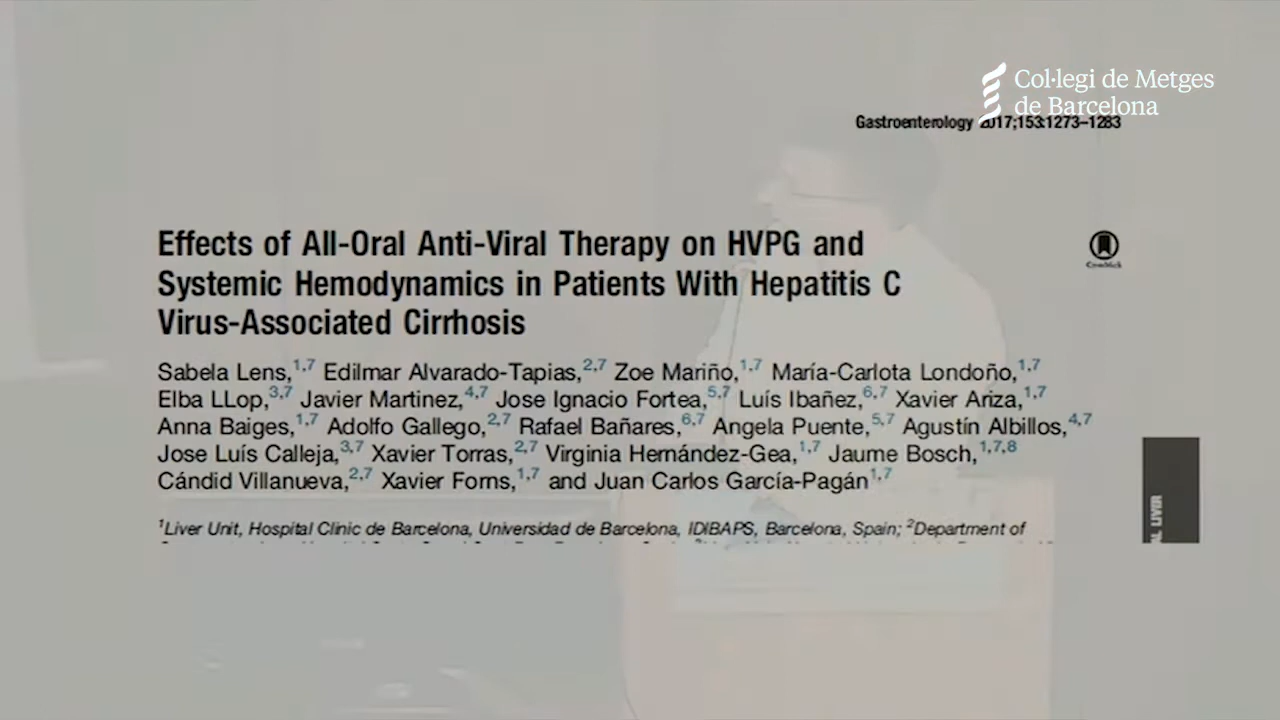 Col·legi de Metges
de Barcelona
Gastroenterology 2017;153:1273–1283
Effects of All-Oral Anti-Viral Therapy on HVPG and
Systemic Hemodynamics in Patients With Hepatitis C
Virus-Associated Cirrhosis
CrossMark
Sabela Lens,1,7 Edilmar Alvarado-Tapias,2,7 Zoe Mariño,1,7 María-Carlota Londoño,1,7
Elba LLop,3,7 Javier Martinez,4,7 Jose Ignacio Fortea,5,7 Luís Ibañez,6,7 Xavier Ariza,1,7
Anna Baiges,1,7 Adolfo Gallego,2,7 Rafael Bañares,6,7 Angela Puente,5,7 Agustín Albillos,4,7
Jose Luís Calleja,3,7 Xavier Torras,2,7 Virginia Hernández-Gea,1,7 Jaume Bosch,1,7,8
Cándid Villanueva,2,7 Xavier Forns,1,7 and Juan Carlos García-Pagán1,7
1Liver Unit, Hospital Clinic de Barcelona, Universidad de Barcelona, IDIBAPS, Barcelona, Spain; 2Department of
AL LIVER